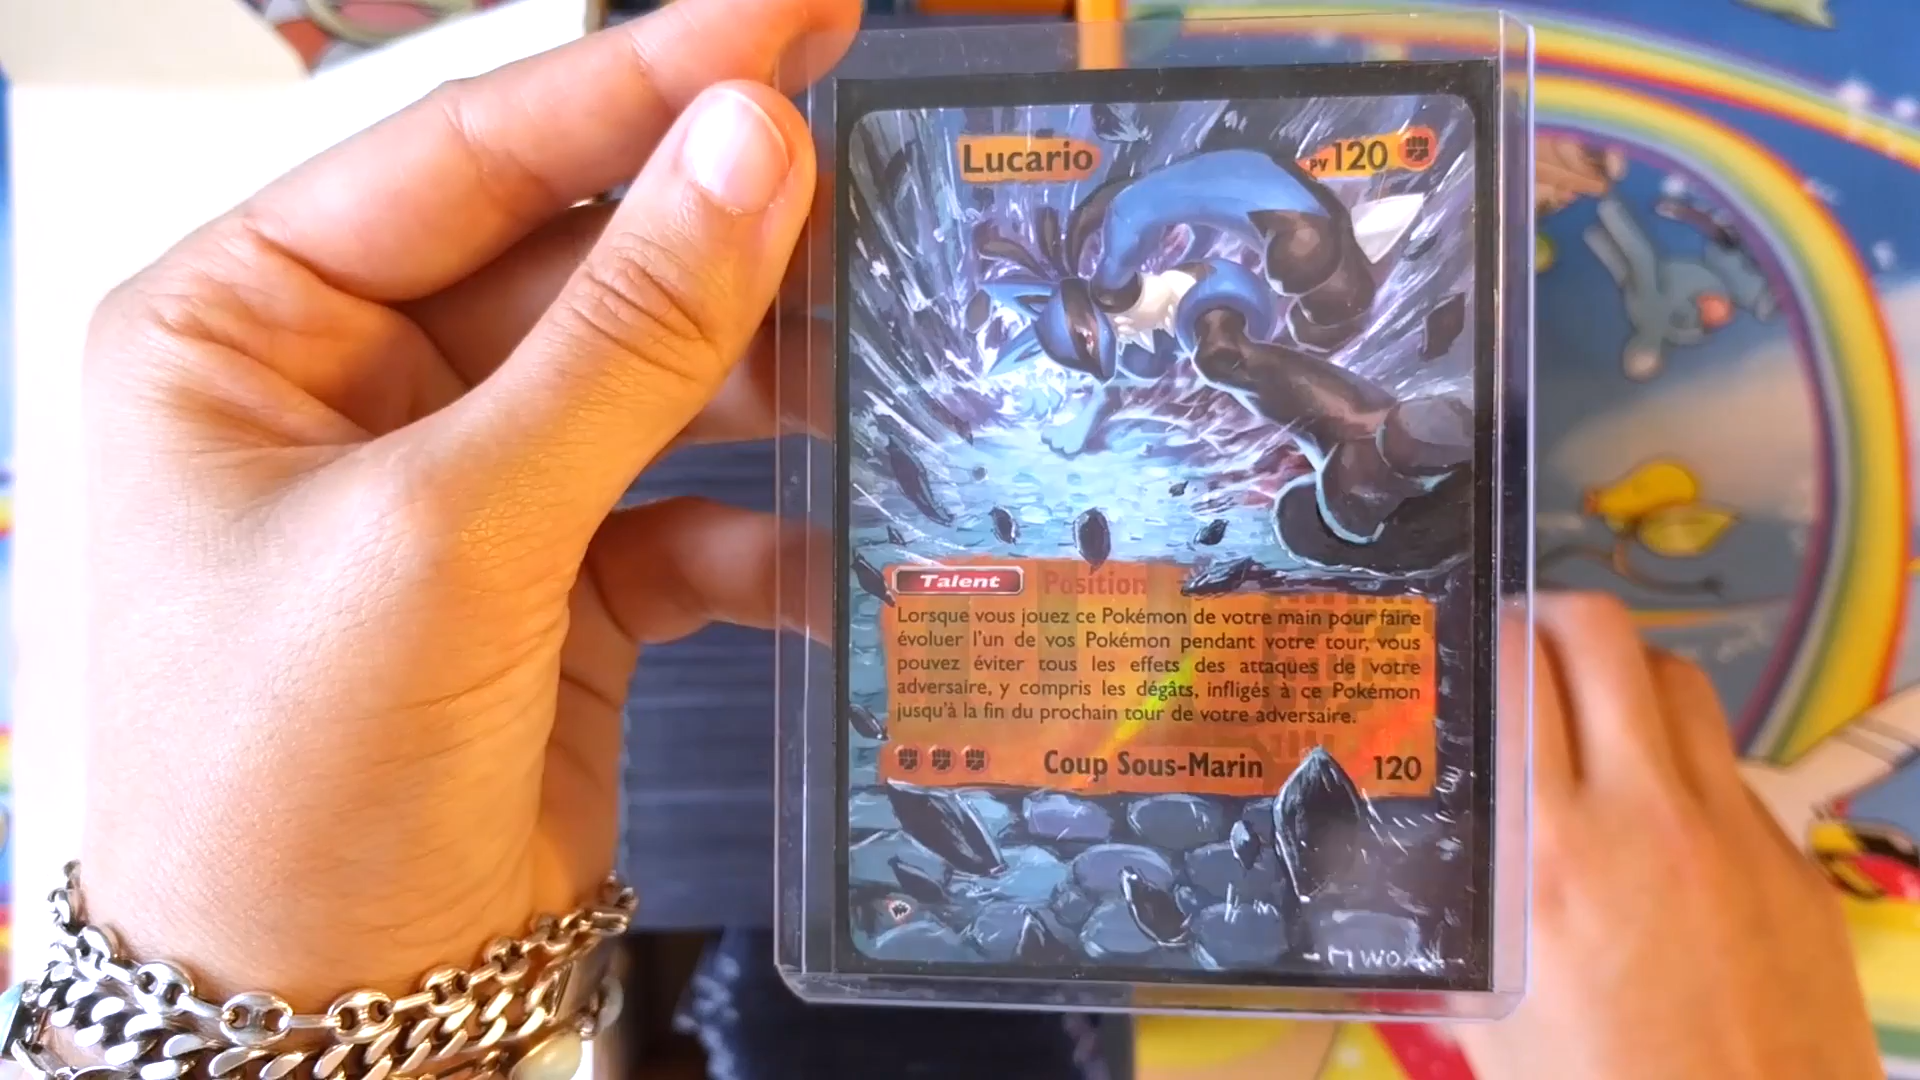 Lucario
PV 120
Talent Position
Lorsque vous jouez ce Pokémon de votre main pour faire
évoluer l'un de vos Pokémon pendant votre tour, vous
pouvez éviter tous les effets des attaques de votre
adversaire, y compris les dégâts, infligés à ce Pokémon
jusqu'à la fin du prochain tour de votre adversaire.
Coup Sous-Marin 120